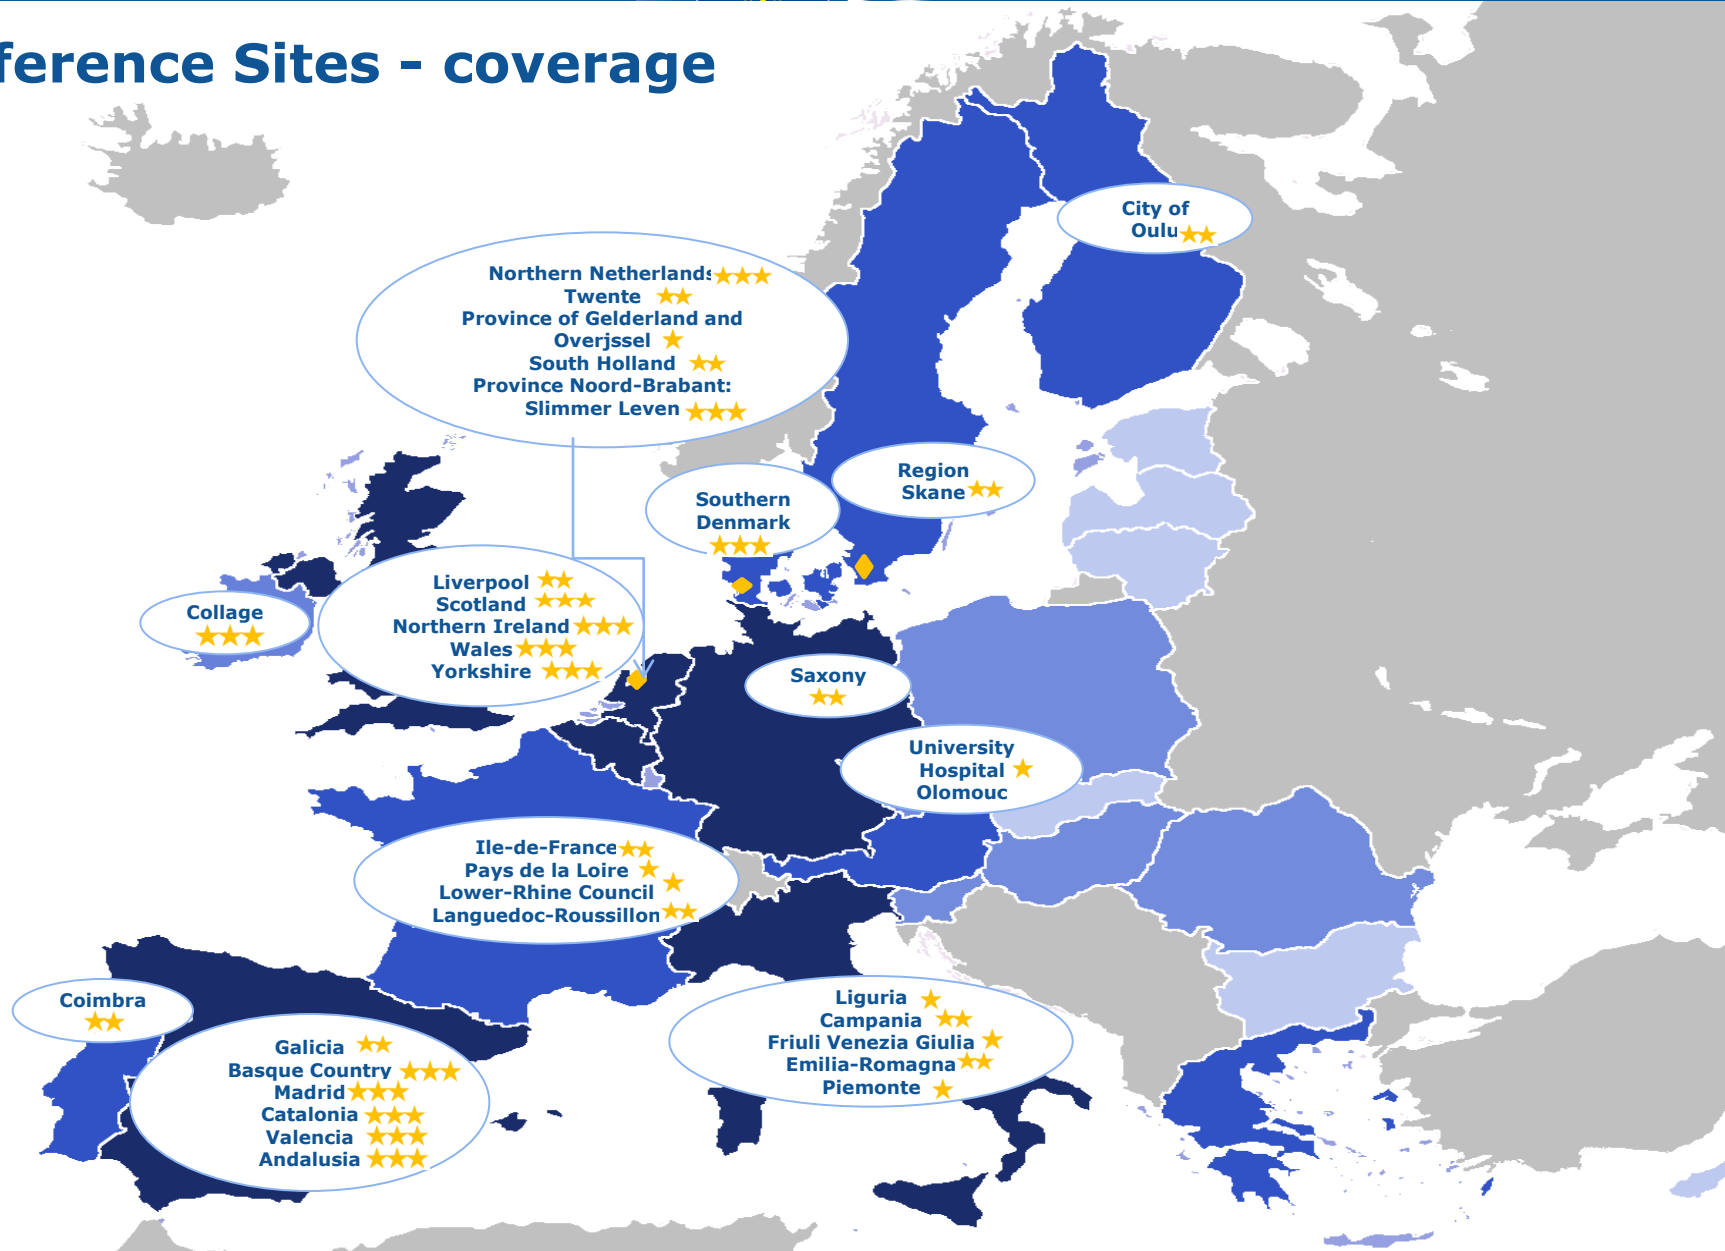 ference Sites - coverage
City of
Oulu
Northern Netherlands
Twente
Province of Gelderland and
Overjssel
South Holland
Province Noord-Brabant:
Slimmer Leven
Region
Skane
Southern
Denmark
Liverpool
Scotland
Northern Ireland
Wales
Yorkshire
Collage
Saxony
University
Hospital
Olomouc
Ile-de-France
Pays de la Loire
Lower-Rhine Council
Languedoc-Roussillon
Coimbra
Galicia
Basque Country
Madrid
Catalonia
Valencia
Andalusia
Liguria
Campania
Friuli Venezia Giulia
Emilia-Romagna
Piemonte